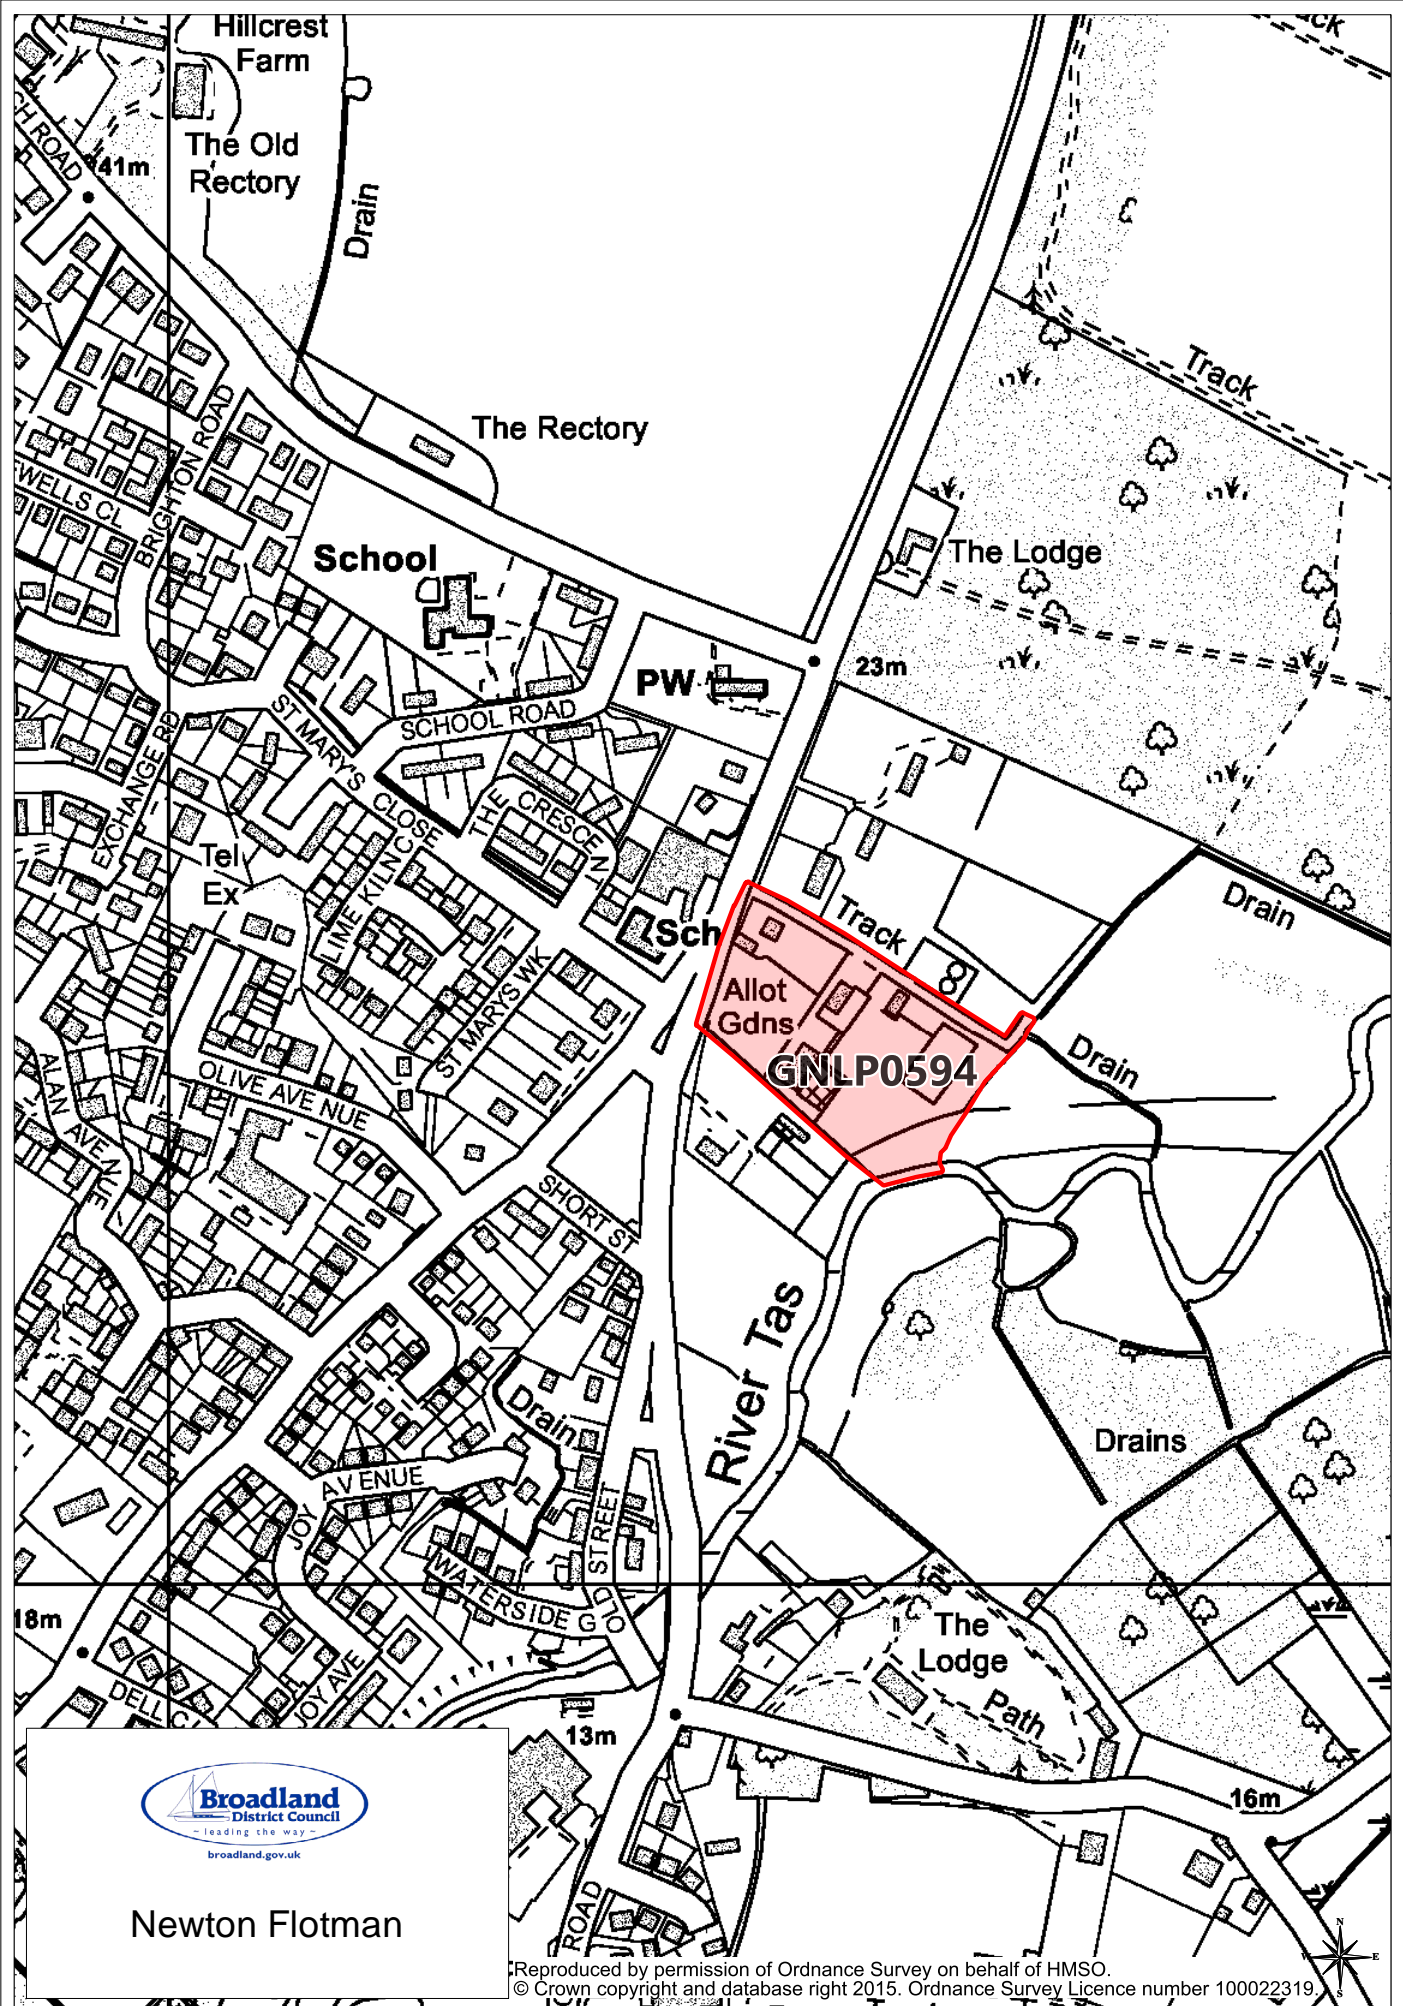 Hillcrest
Farm
CH ROAD
41m
The Old
Rectory
Drain
Track
The Rectory
BRIGHTON ROAD
WELLS CL
School
The Lodge
PW
23m
SCHOOL ROAD
ST MARY'S CLOSE
EXCHANGE RD
THE CRESCENT
Tel
Ex
LIME KILN CL
Sch
Track
Drain
Allot
Gdns
ST MARYS WK
GNLP0594
Drain
ALAN AVENUE
OLIVE AVENUE
SHORT ST
River Tas
Drain
Drains
JOY AVENUE
OLD STREET
WATERSIDE G
18m
The
Lodge
Path
DELL CL
JOY AVE
13m
16m
ROAD
Broadland
District Council
~ leading the way ~
broadland.gov.uk
Newton Flotman
Reproduced by permission of Ordnance Survey on behalf of HMSO.
© Crown copyright and database right 2015. Ordnance Survey Licence number 100022319.
N
W
E
S